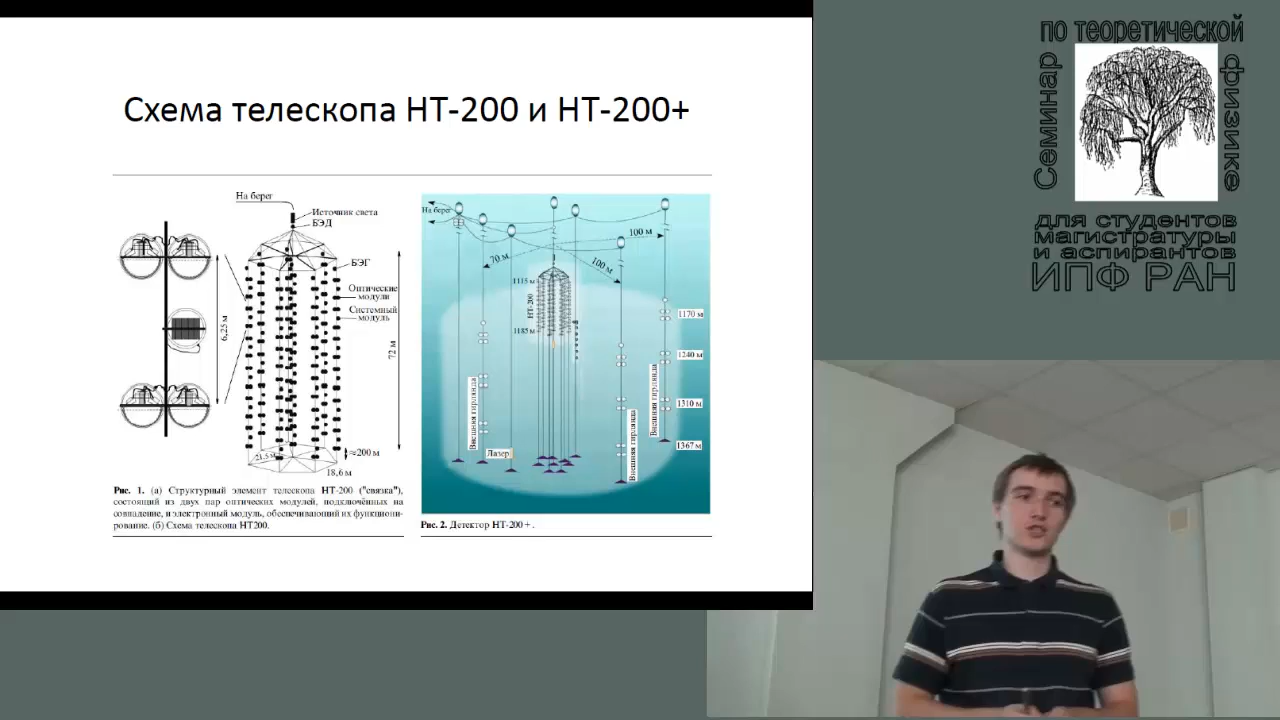 Схема телескопа НТ-200 и НТ-200+
На берег
Источник света
БЭД
БЭГ
Оптические
модули
Системный
модуль
6,25 м
72 м
21,5 м
≈200 м
18,6 м
Рис. 1. (а) Структурный элемент телескопа НТ-200 ("связка"),
состоящий из двух пар оптических модулей, подключённых на
совпадение, и электронный модуль, обеспечивающий их функциони-
рование. (б) Схема телескопа НТ200.
На берег
100 м
70 м
100 м
1115 м
НТ-200
1185 м
1170 м
1240 м
1310 м
1367 м
Внешняя гирлянда
Внешняя гирлянда
Внешняя гирлянда
Лазер
Рис. 2. Детектор НТ-200 + .
Семинар
по теоретической
физике
для студентов
магистратуры
и аспирантов
ИПФ РАН